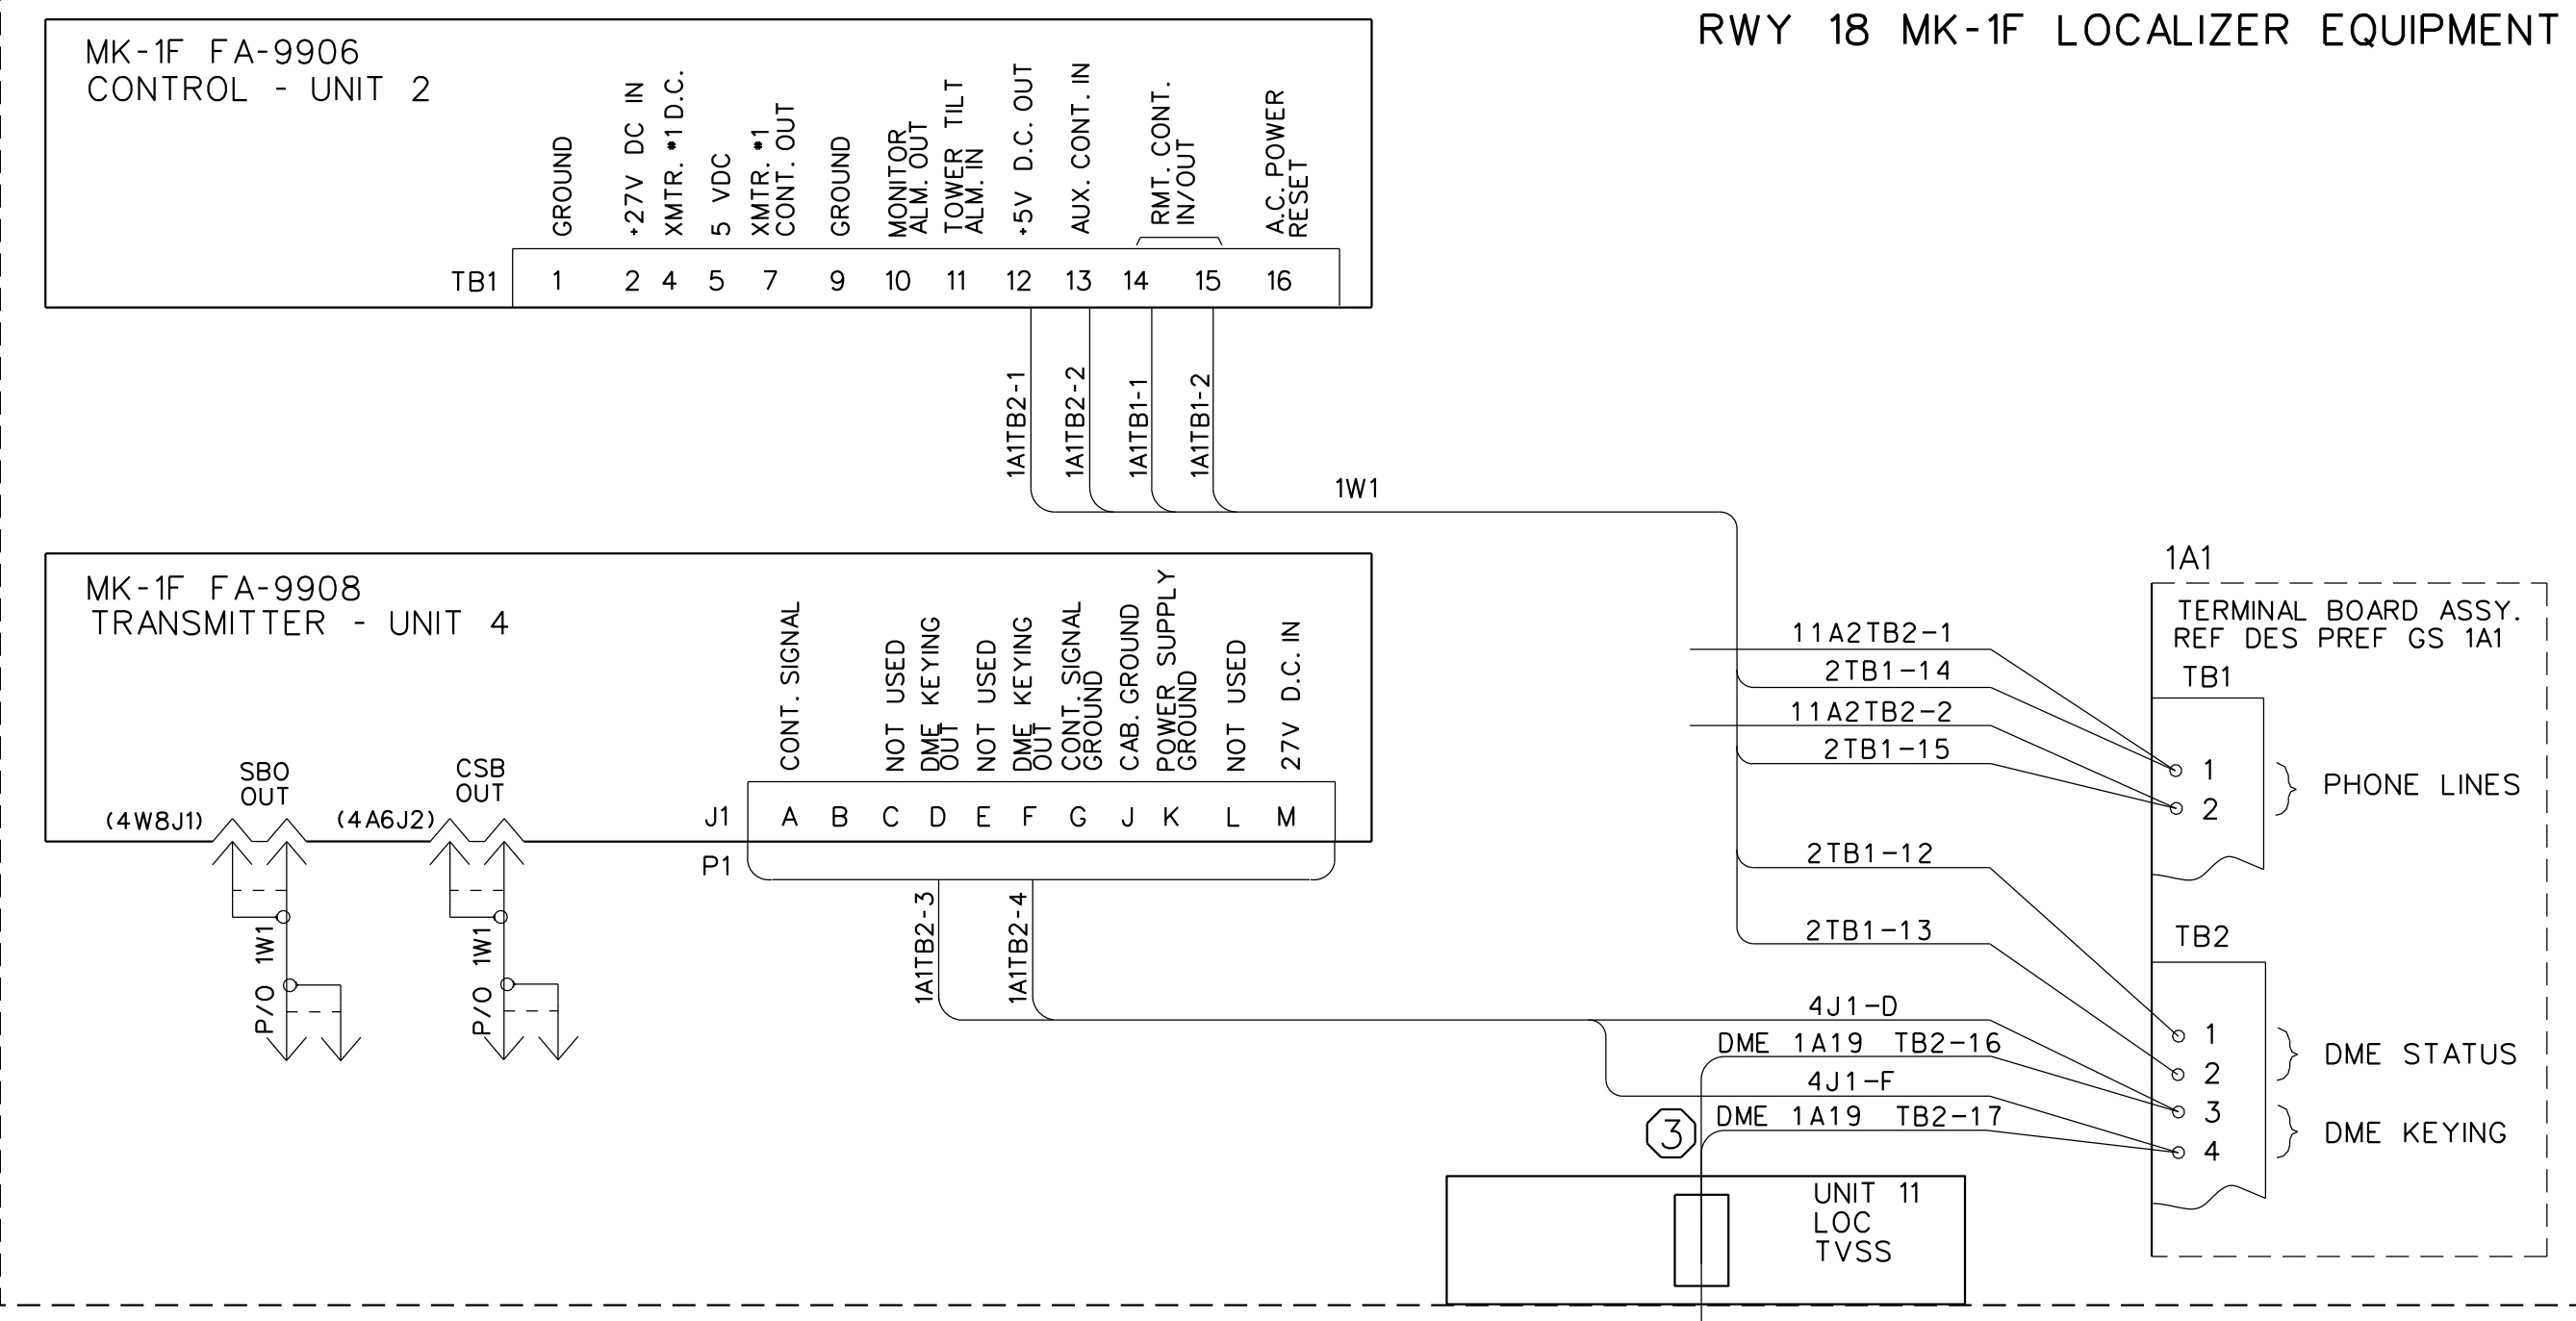 RWY 18 MK-1F LOCALIZER EQUIPMENT
MK-1F FA-9906
CONTROL - UNIT 2
GROUND
+27V DC IN
XMTR. #1 D.C.
5 VDC
XMTR. #1
CONT. OUT
GROUND
MONITOR
ALM. OUT
TOWER TILT
ALM. IN
+5V D.C. OUT
AUX. CONT. IN
RMT. CONT.
IN/OUT
A.C. POWER
RESET
TB1 1 2 4 5 7 9 10 11 12 13 14 15 16
1A1TB2-1
1A1TB2-2
1A1TB1-1
1A1TB1-2
1W1
MK-1F FA-9908
TRANSMITTER - UNIT 4
CONT. SIGNAL
NOT USED
DME KEYING
OUT
NOT USED
DME KEYING
OUT
CONT. SIGNAL
GROUND
CAB. GROUND
POWER SUPPLY
GROUND
NOT USED
27V D.C. IN
SBO
OUT
CSB
OUT
(4W8J1)
(4A6J2)
J1 A B C D E F G J K L M
P1
P/O 1W1
P/O 1W1
1A1TB2-3
1A1TB2-4
1A1
TERMINAL BOARD ASSY.
REF DES PREF GS 1A1
TB1
11A2TB2-1
2TB1-14
11A2TB2-2
2TB1-15
1
2
PHONE LINES
2TB1-12
2TB1-13
TB2
4J1-D
DME 1A19 TB2-16
4J1-F
DME 1A19 TB2-17
1
2
3
4
DME STATUS
DME KEYING
3
UNIT 11
LOC
TVSS